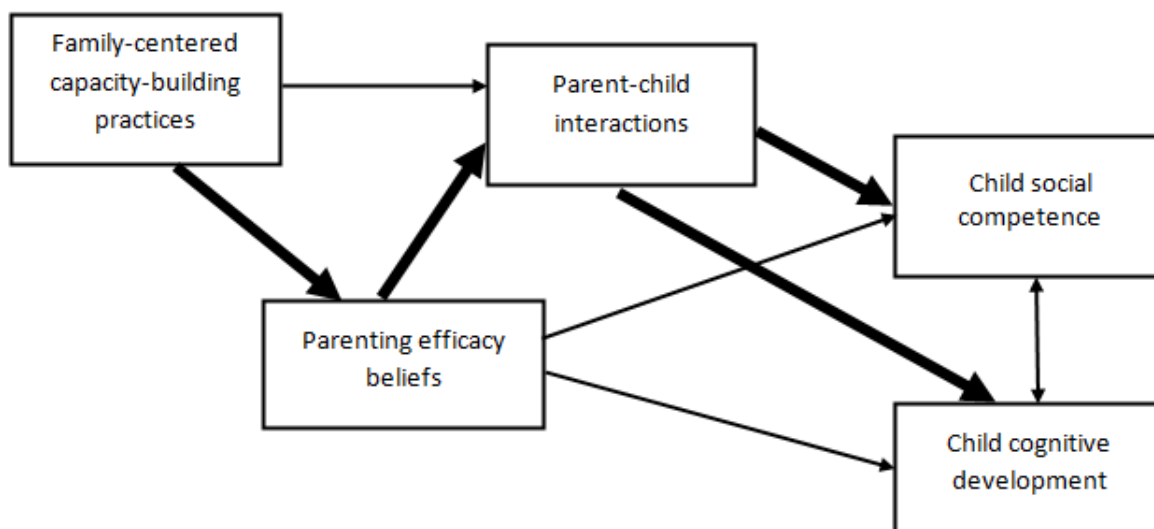 Family-centered
capacity-building
practices
Parent-child
interactions
Child social
competence
Parenting efficacy
beliefs
Child cognitive
development